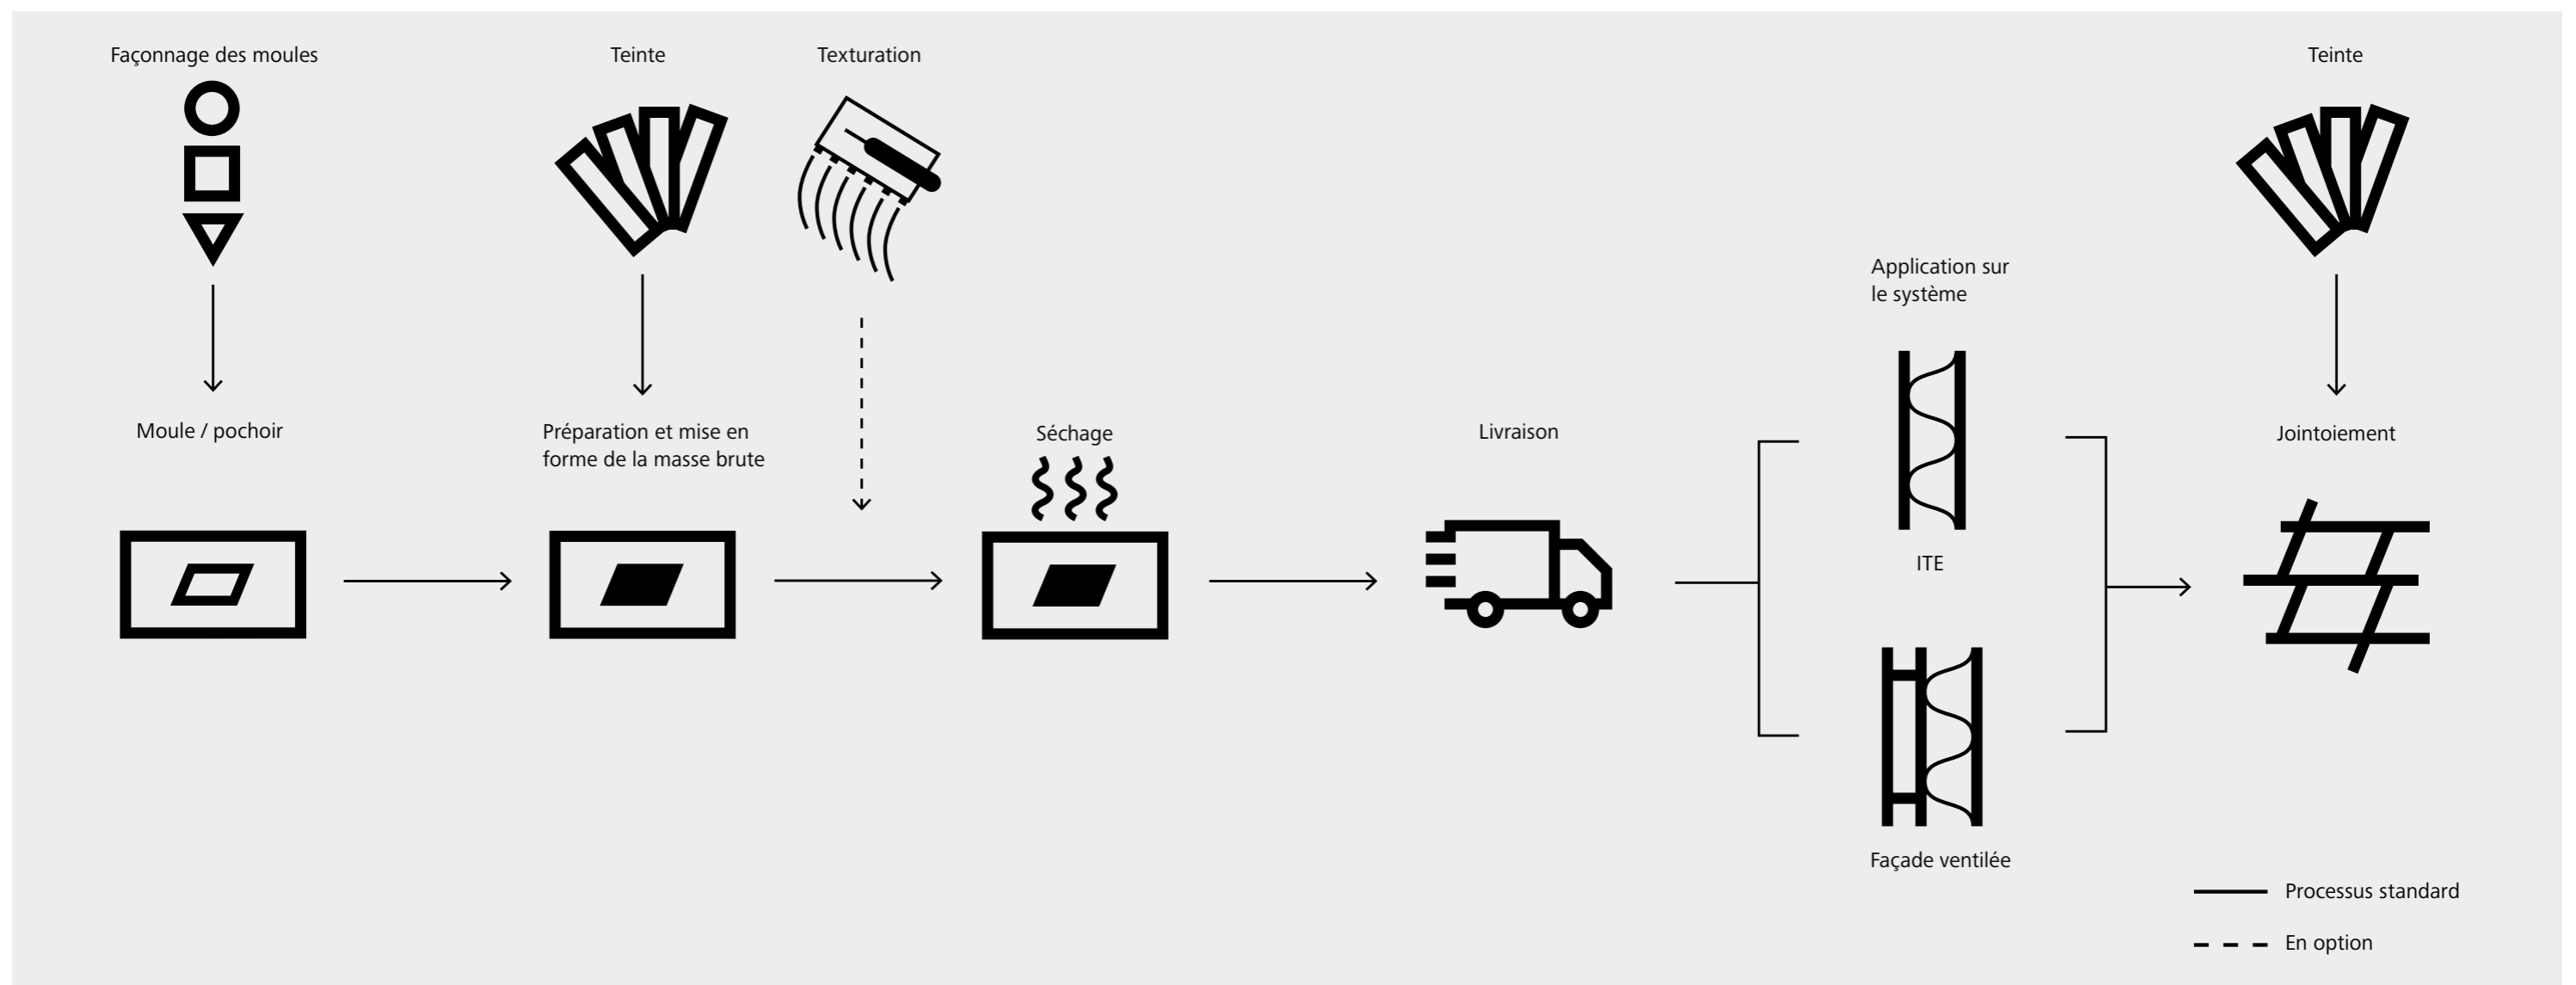 Façonnage des moules
Teinte
Texturation
Teinte
Application sur
le système
Moule / pochoir
Préparation et mise en
forme de la masse brute
Séchage
Livraison
Jointoiement
ITE
Façade ventilée
Processus standard
En option